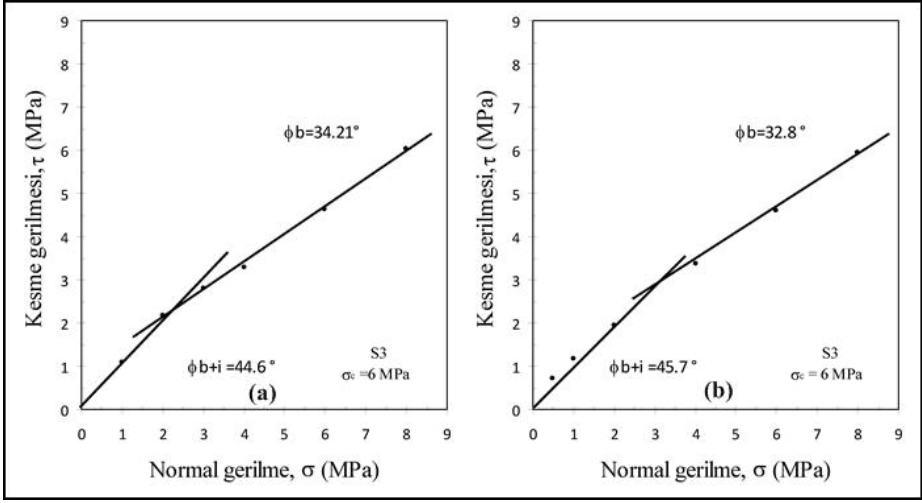 9
8
7
6
5
4
3
2
1
0
Kesme gerilmesi, τ (MPa)
ϕb=34.21°
ϕb+i =44.6°
(a)
S3
σc = 6 MPa
0 1 2 3 4 5 6 7 8 9
Normal gerilme, σ (MPa)
9
8
7
6
5
4
3
2
1
0
Kesme gerilmesi, τ (MPa)
ϕb=32.8°
ϕb+i =45.7°
(b)
S3
σc = 6 MPa
0 1 2 3 4 5 6 7 8 9
Normal gerilme, σ (MPa)